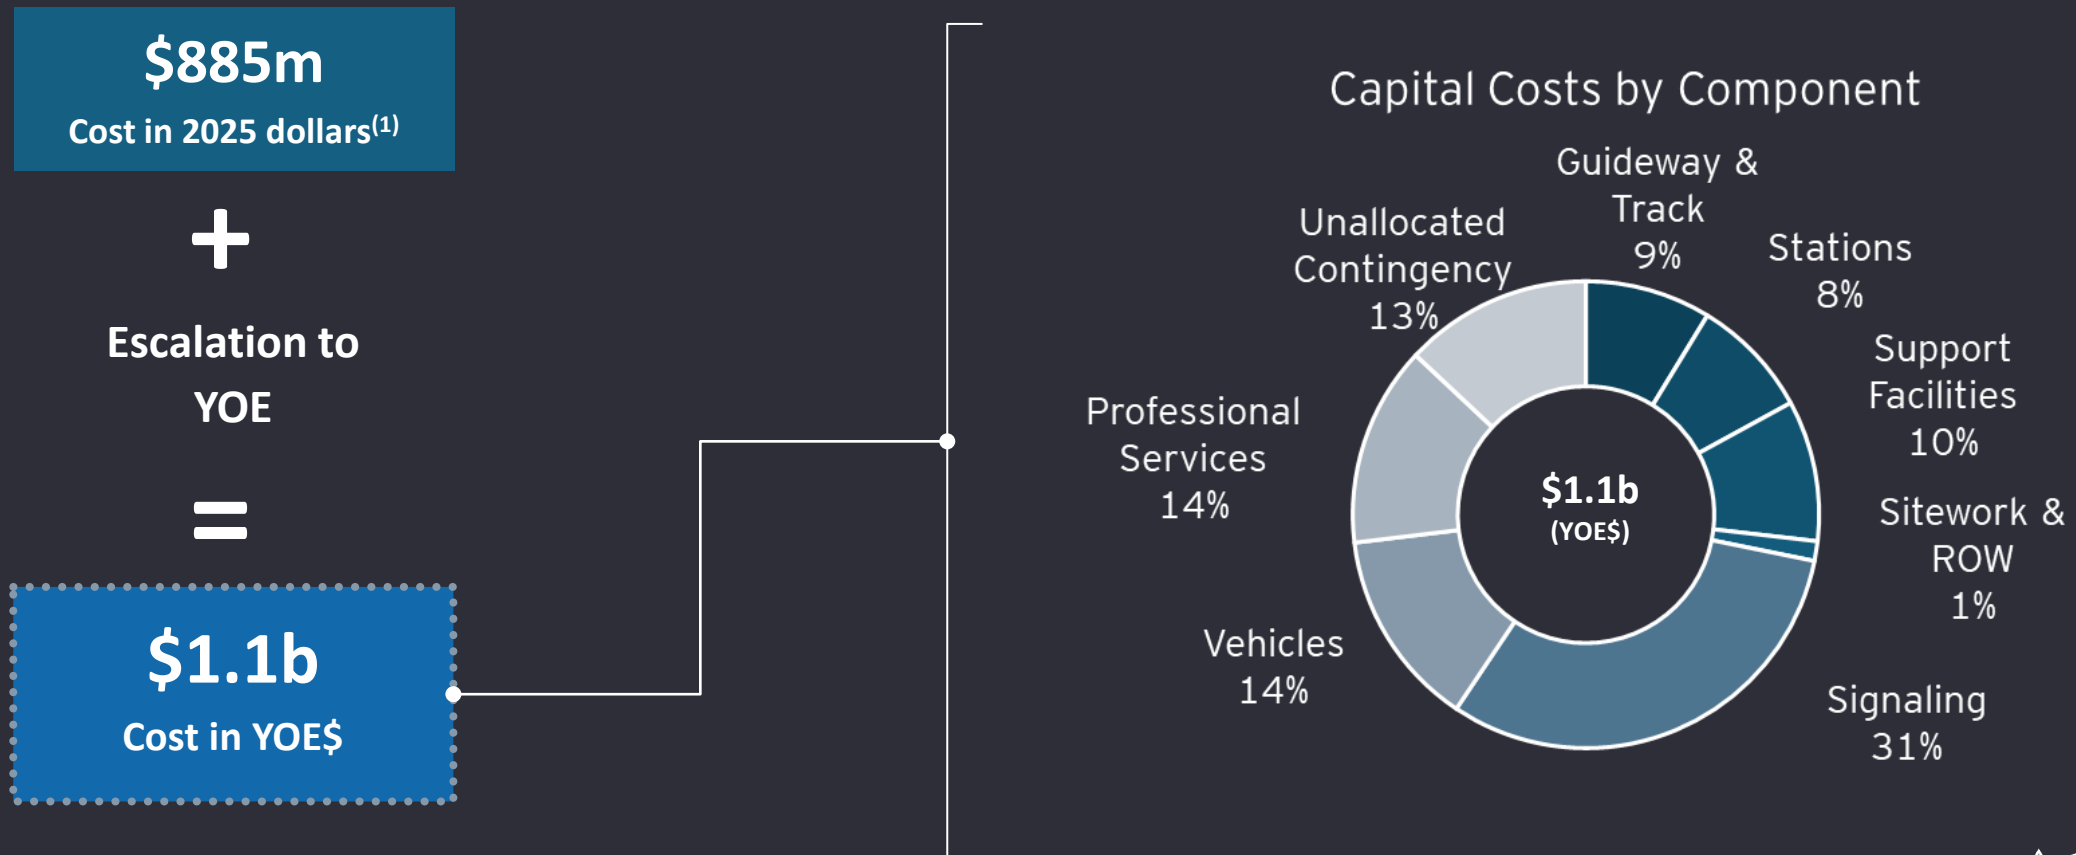 $885m
Cost in 2025 dollars(1)
+
Escalation to
YOE
=
$1.1b
Cost in YOE$
Capital Costs by Component
Guideway &
Track
9%
Stations
8%
Support
Facilities
10%
Sitework &
ROW
1%
Signaling
31%
Vehicles
14%
Professional
Services
14%
Unallocated
Contingency
13%
$1.1b
(YOE$)